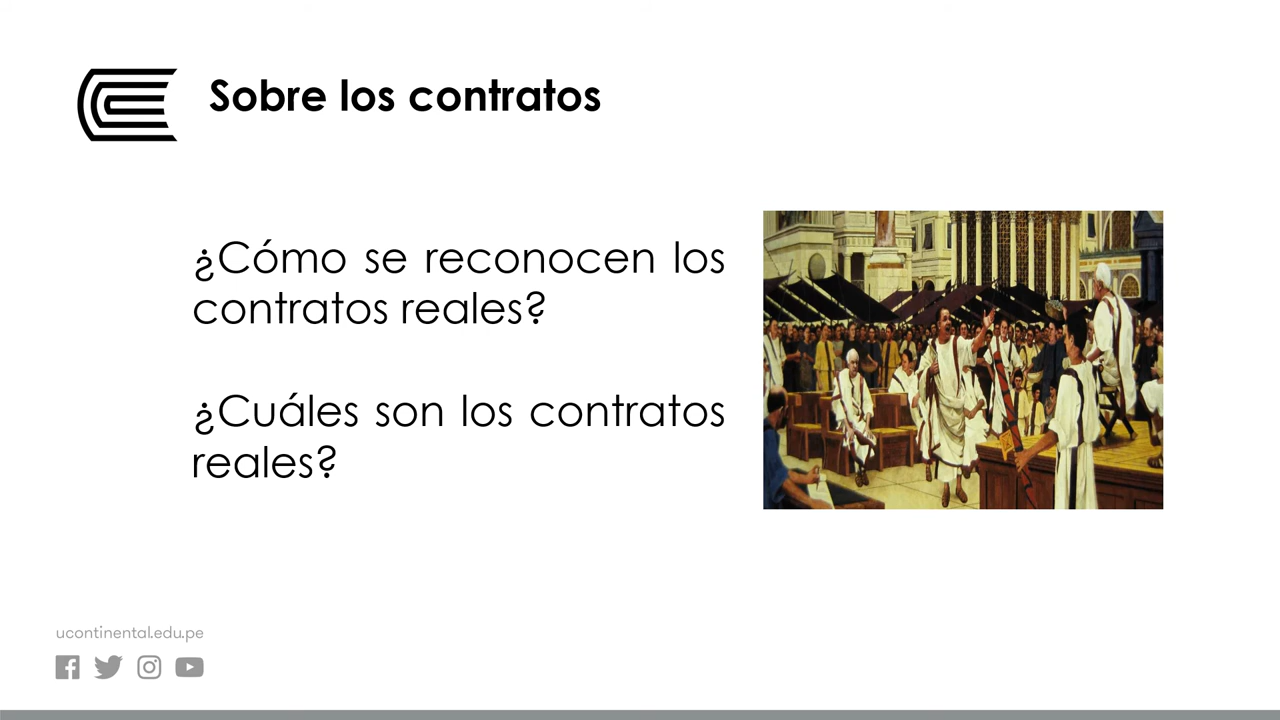 Sobre los contratos
¿Cómo se reconocen los
contratos reales?
¿Cuáles son los contratos
reales?
ucontinental.edu.pe